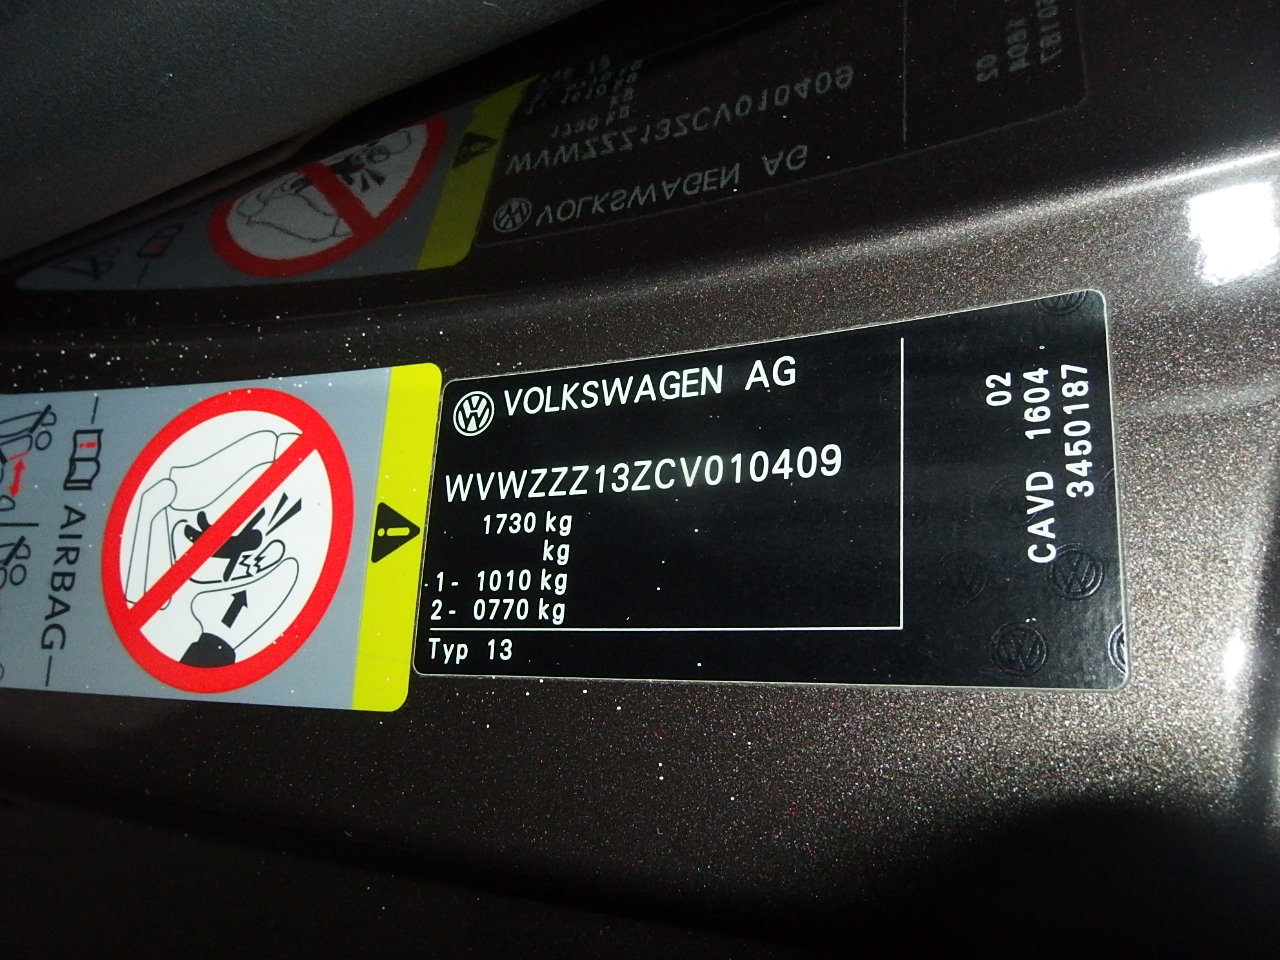 VOLKSWAGEN AG
WVWZZZ13ZCV010409
1730 kg
kg
1- 1010 kg
2- 0770 kg
Typ 13
02
CAVD 1604
3450187
AIRBAG